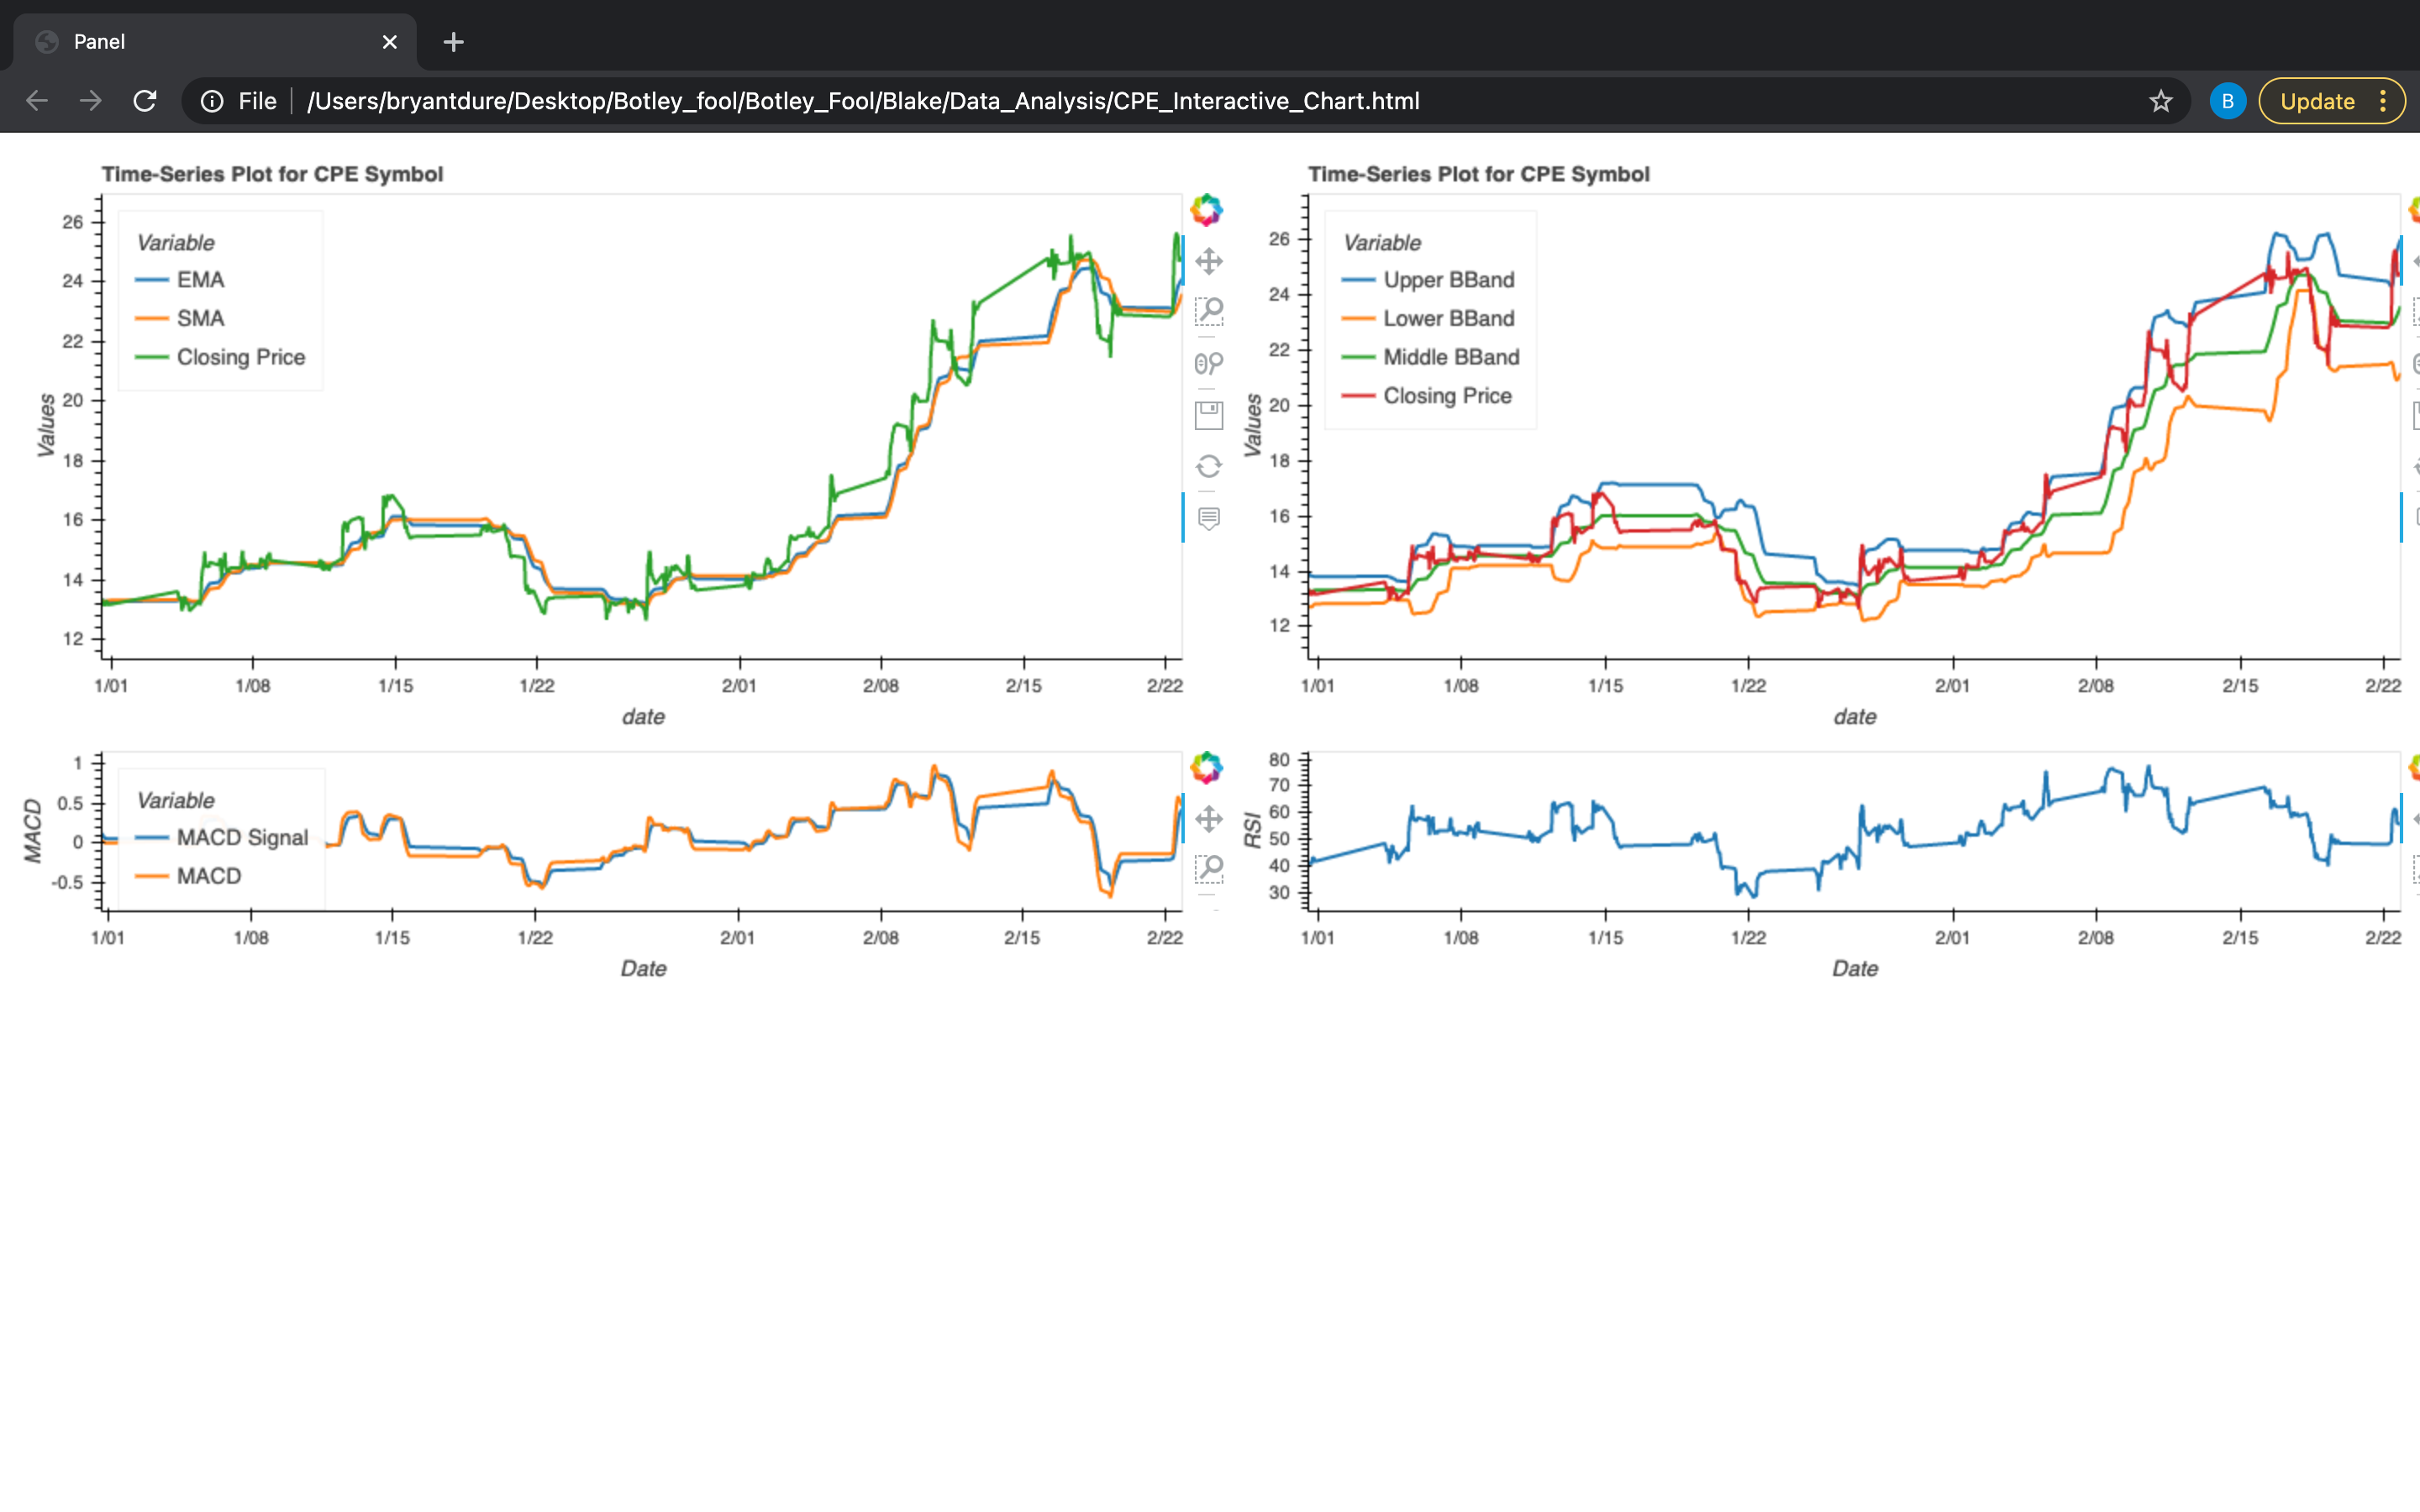 Panel
File /Users/bryantdure/Desktop/Botley_fool/Botley_Fool/Blake/Data_Analysis/CPE_Interactive_Chart.html B Update
Time-Series Plot for CPE Symbol
Values
26
24
22
20
18
16
14
12
Variable
EMA
SMA
Closing Price
1/01 1/08 1/15 1/22 2/01 2/08 2/15 2/22
date
Time-Series Plot for CPE Symbol
Values
26
24
22
20
18
16
14
12
Variable
Upper BBand
Lower BBand
Middle BBand
Closing Price
1/01 1/08 1/15 1/22 2/01 2/08 2/15 2/22
date
MACD
1
0.5
0
-0.5
Variable
MACD Signal
MACD
1/01 1/08 1/15 1/22 2/01 2/08 2/15 2/22
Date
RSI
80
70
60
50
40
30
1/01 1/08 1/15 1/22 2/01 2/08 2/15 2/22
Date